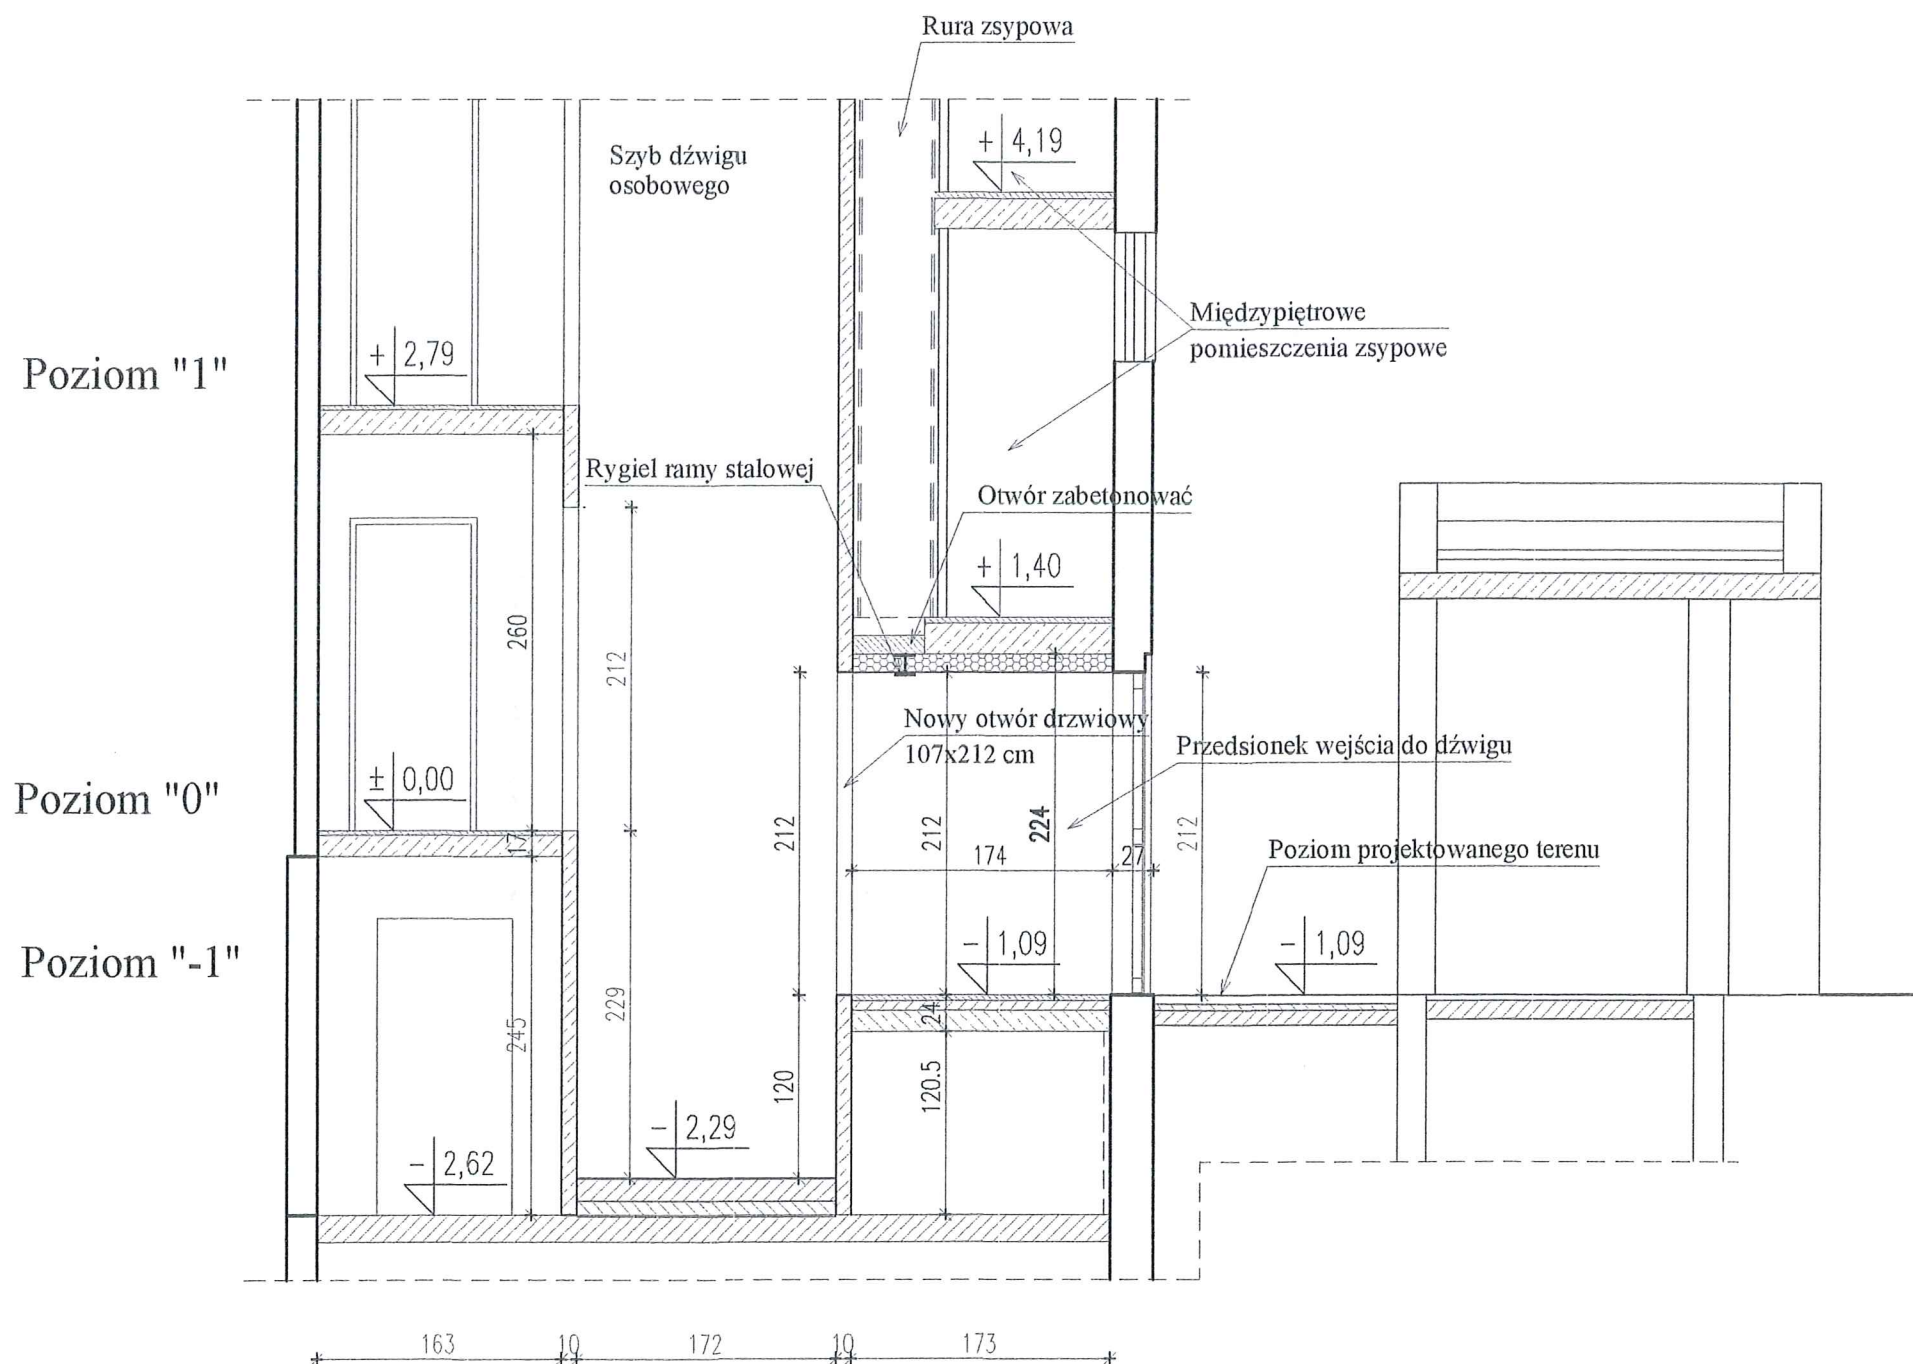 Rura zsypowa
Szyb dźwigu
osobowego
+ 4,19
Międzypiętrowe
pomieszczenia zsypowe
Poziom "1"
+ 2,79
Rygiel ramy stalowej
Otwór zabetonować
+ 1,40
260
212
Nowy otwór drzwiowy
107x212 cm
Przedsionek wejścia do dźwigu
Poziom "0"
± 0,00
17
212
212
224
212
174
27
Poziom projektowanego terenu
Poziom "-1"
- 1,09
- 1,09
245
229
24
120
120.5
- 2,29
- 2,62
163
10
172
10
173